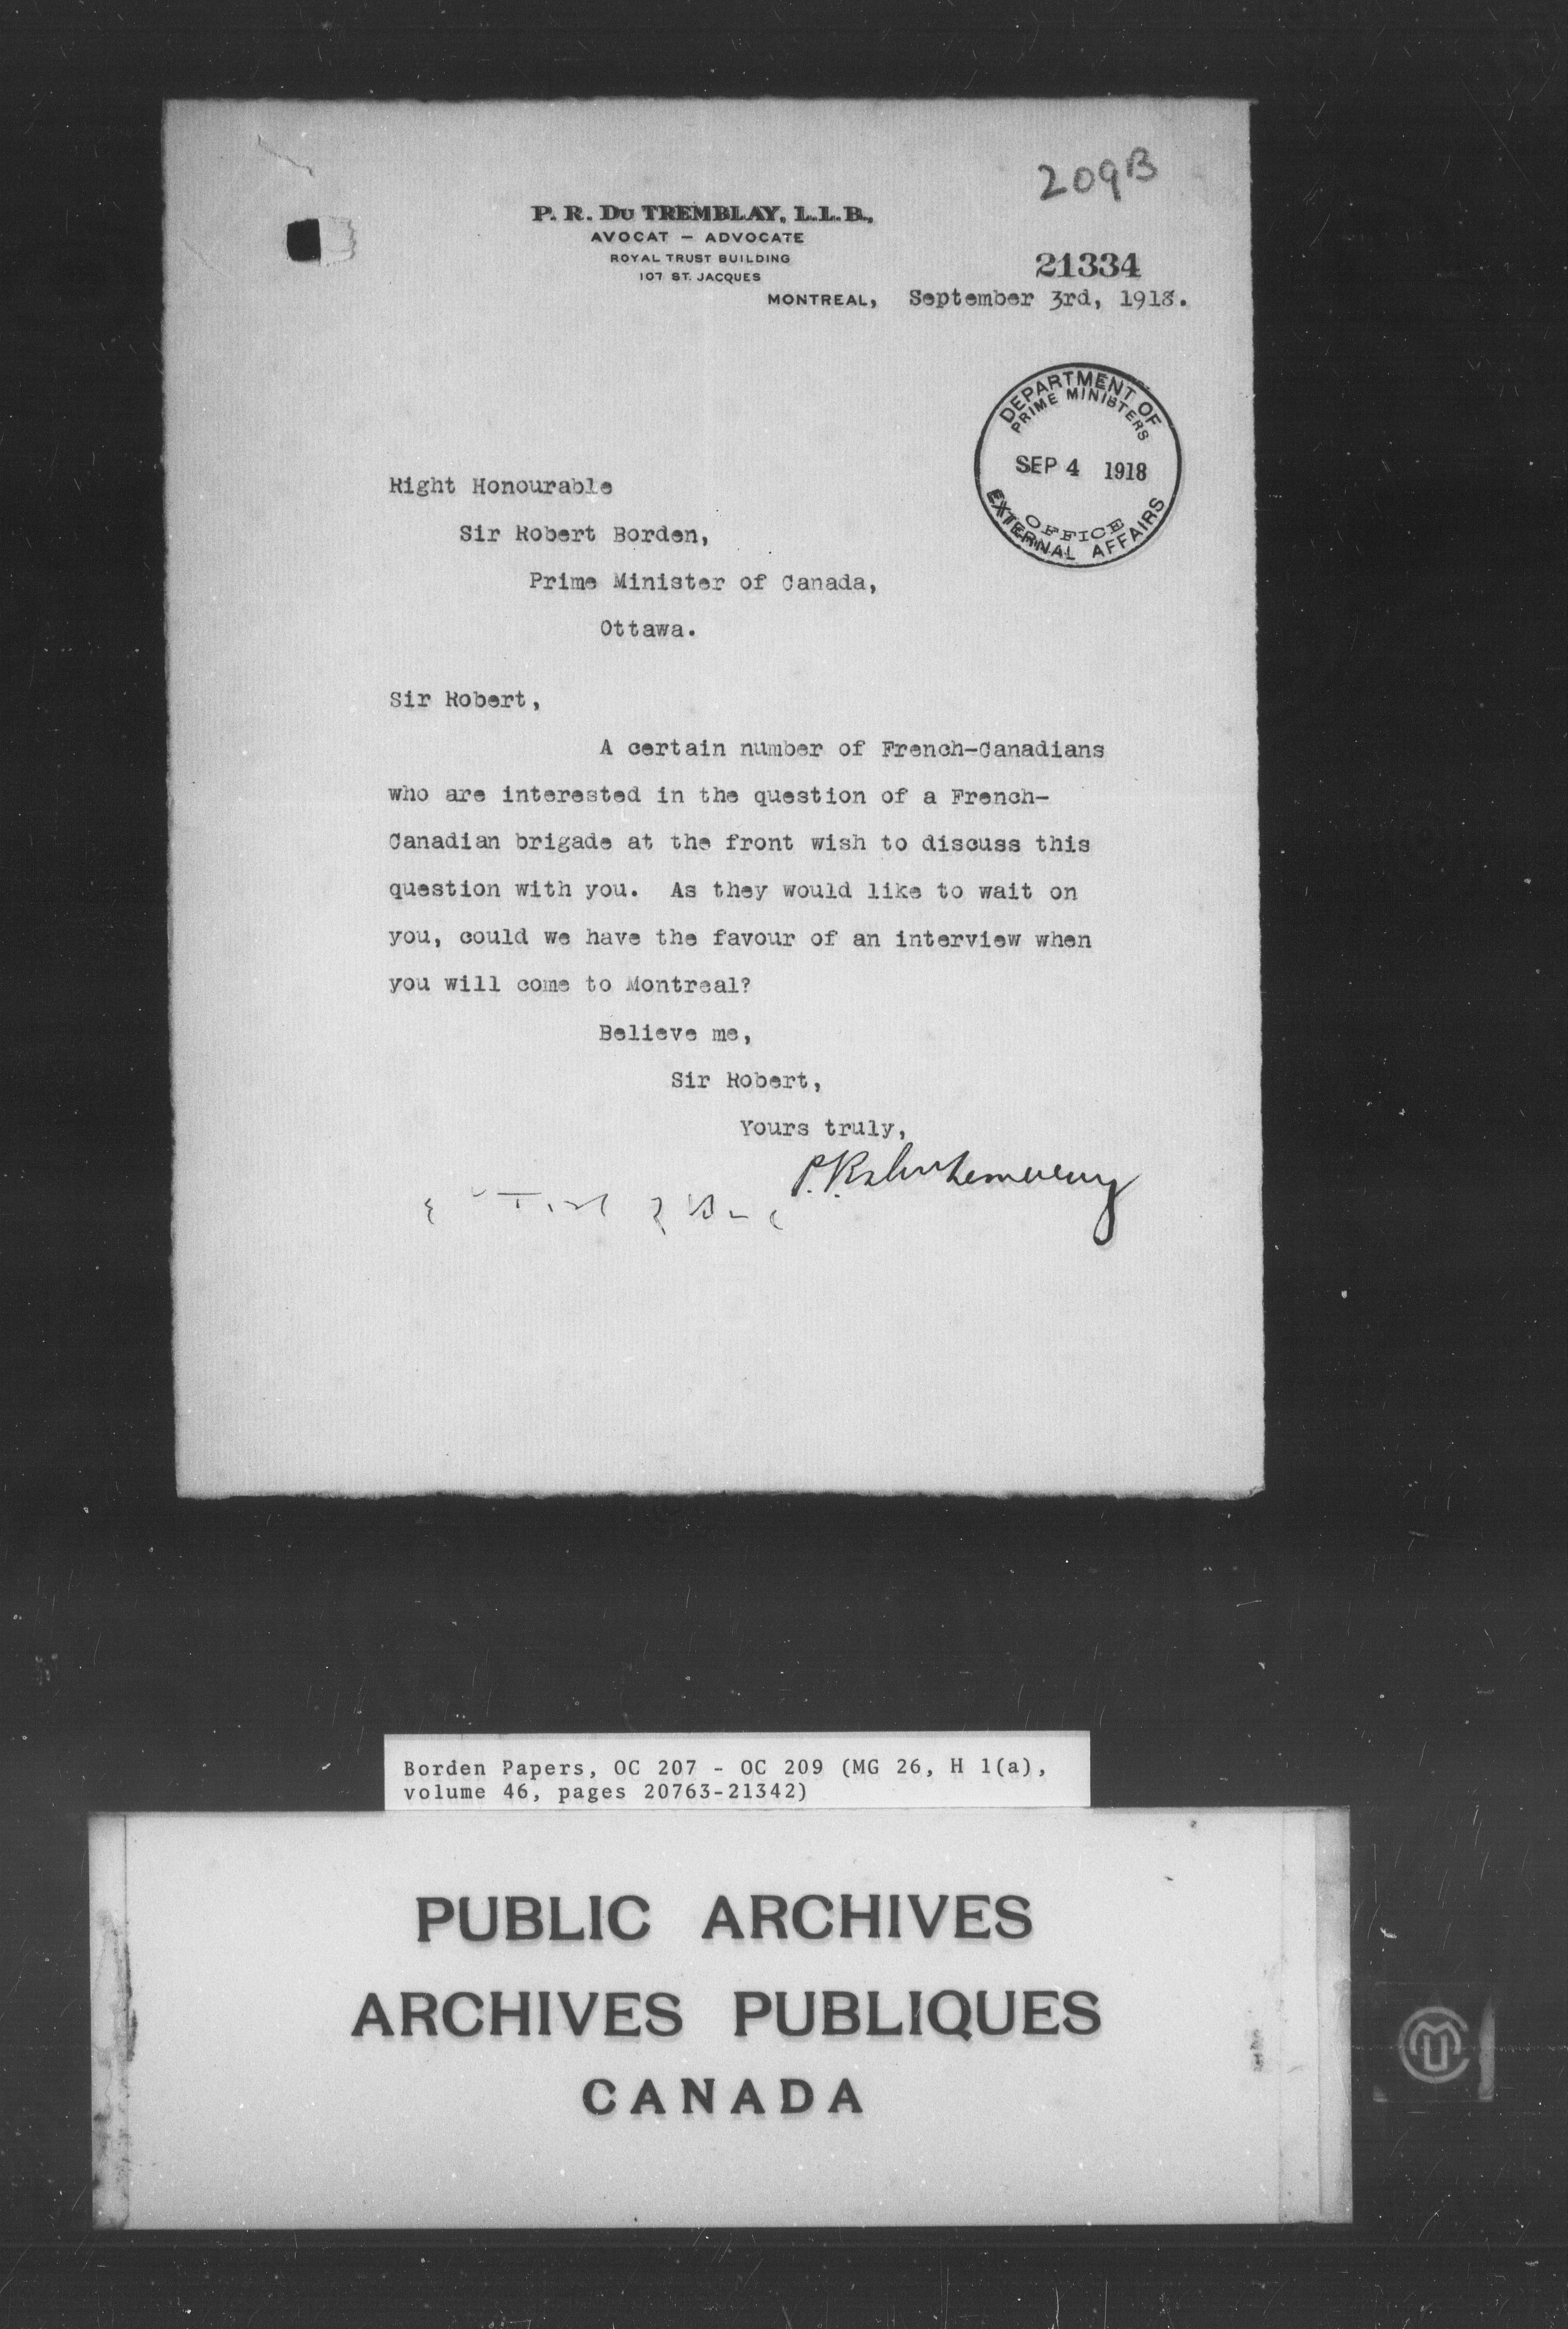 209B
P. R. Du TREMBLAY, L.L.B.,
AVOCAT — ADVOCATE
ROYAL TRUST BUILDING
107 ST. JACQUES
21334
MONTREAL, September 3rd, 1918.
DEPARTMENT OF
PRIME MINISTERS
SEP 4 1918
OFFICE
EXTERNAL AFFAIRS
Right Honourable
Sir Robert Borden,
Prime Minister of Canada,
Ottawa.
Sir Robert,
A certain number of French-Canadians
who are interested in the question of a French-
Canadian brigade at the front wish to discuss this
question with you. As they would like to wait on
you, could we have the favour of an interview when
you will come to Montreal?
Believe me,
Sir Robert,
Yours truly,
P.R. DuTremblay
Borden Papers, OC 207 - OC 209 (MG 26, H 1(a),
volume 46, pages 20763-21342)
PUBLIC ARCHIVES
ARCHIVES PUBLIQUES
CANADA